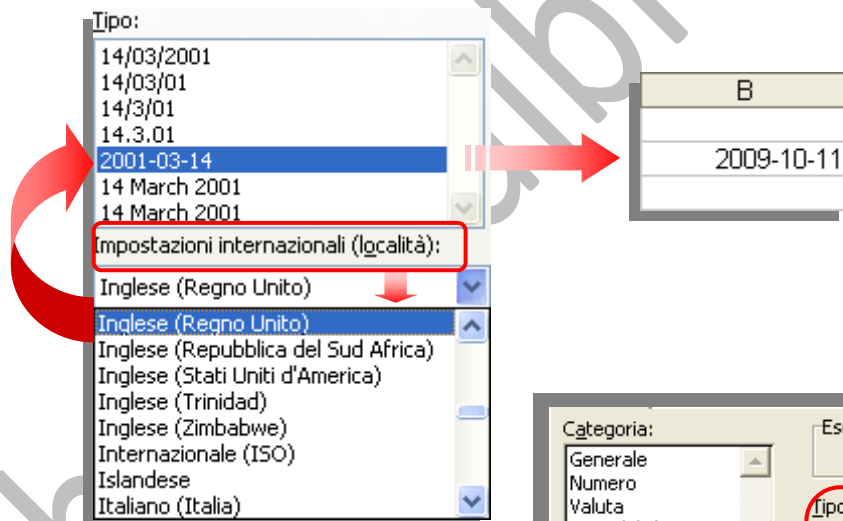 Tipo:
14/03/2001
14/03/01
14/3/01
14.3.01
2001-03-14
14 March 2001
14 March 2001
Impostazioni internazionali (località):
Inglese (Regno Unito)
Inglese (Regno Unito)
Inglese (Repubblica del Sud Africa)
Inglese (Stati Uniti d'America)
Inglese (Trinidad)
Inglese (Zimbabwe)
Internazionale (ISO)
Islandese
Italiano (Italia)
B
2009-10-11
Categoria:
Generale
Numero
Valuta